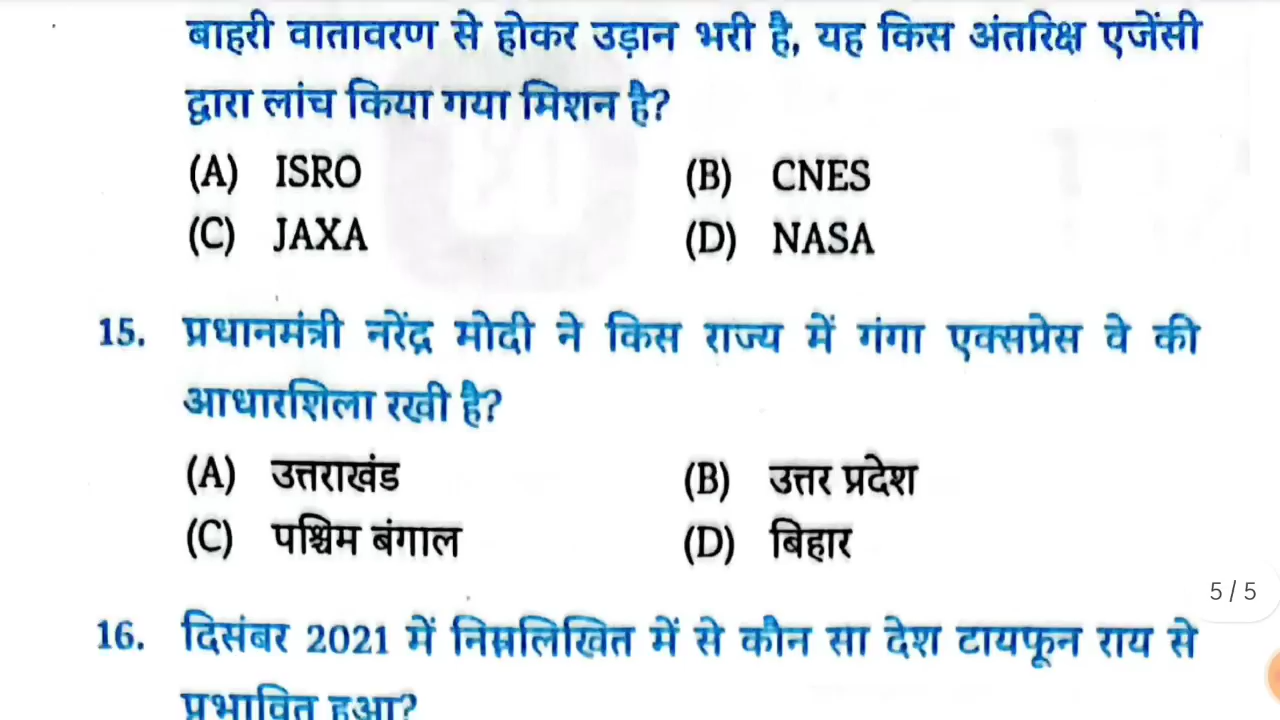 बाहरी वातावरण से होकर उड़ान भरी है, यह किस अंतरिक्ष एजेंसी
द्वारा लांच किया गया मिशन है?
(A) ISRO (B) CNES
(C) JAXA (D) NASA
15. प्रधानमंत्री नरेंद्र मोदी ने किस राज्य में गंगा एक्सप्रेस वे की
आधारशिला रखी है?
(A) उत्तराखंड (B) उत्तर प्रदेश
(C) पश्चिम बंगाल (D) बिहार
5 / 5
16. दिसंबर 2021 में निम्नलिखित में से कौन सा देश टायफून राय से
प्रभावित हुआ?